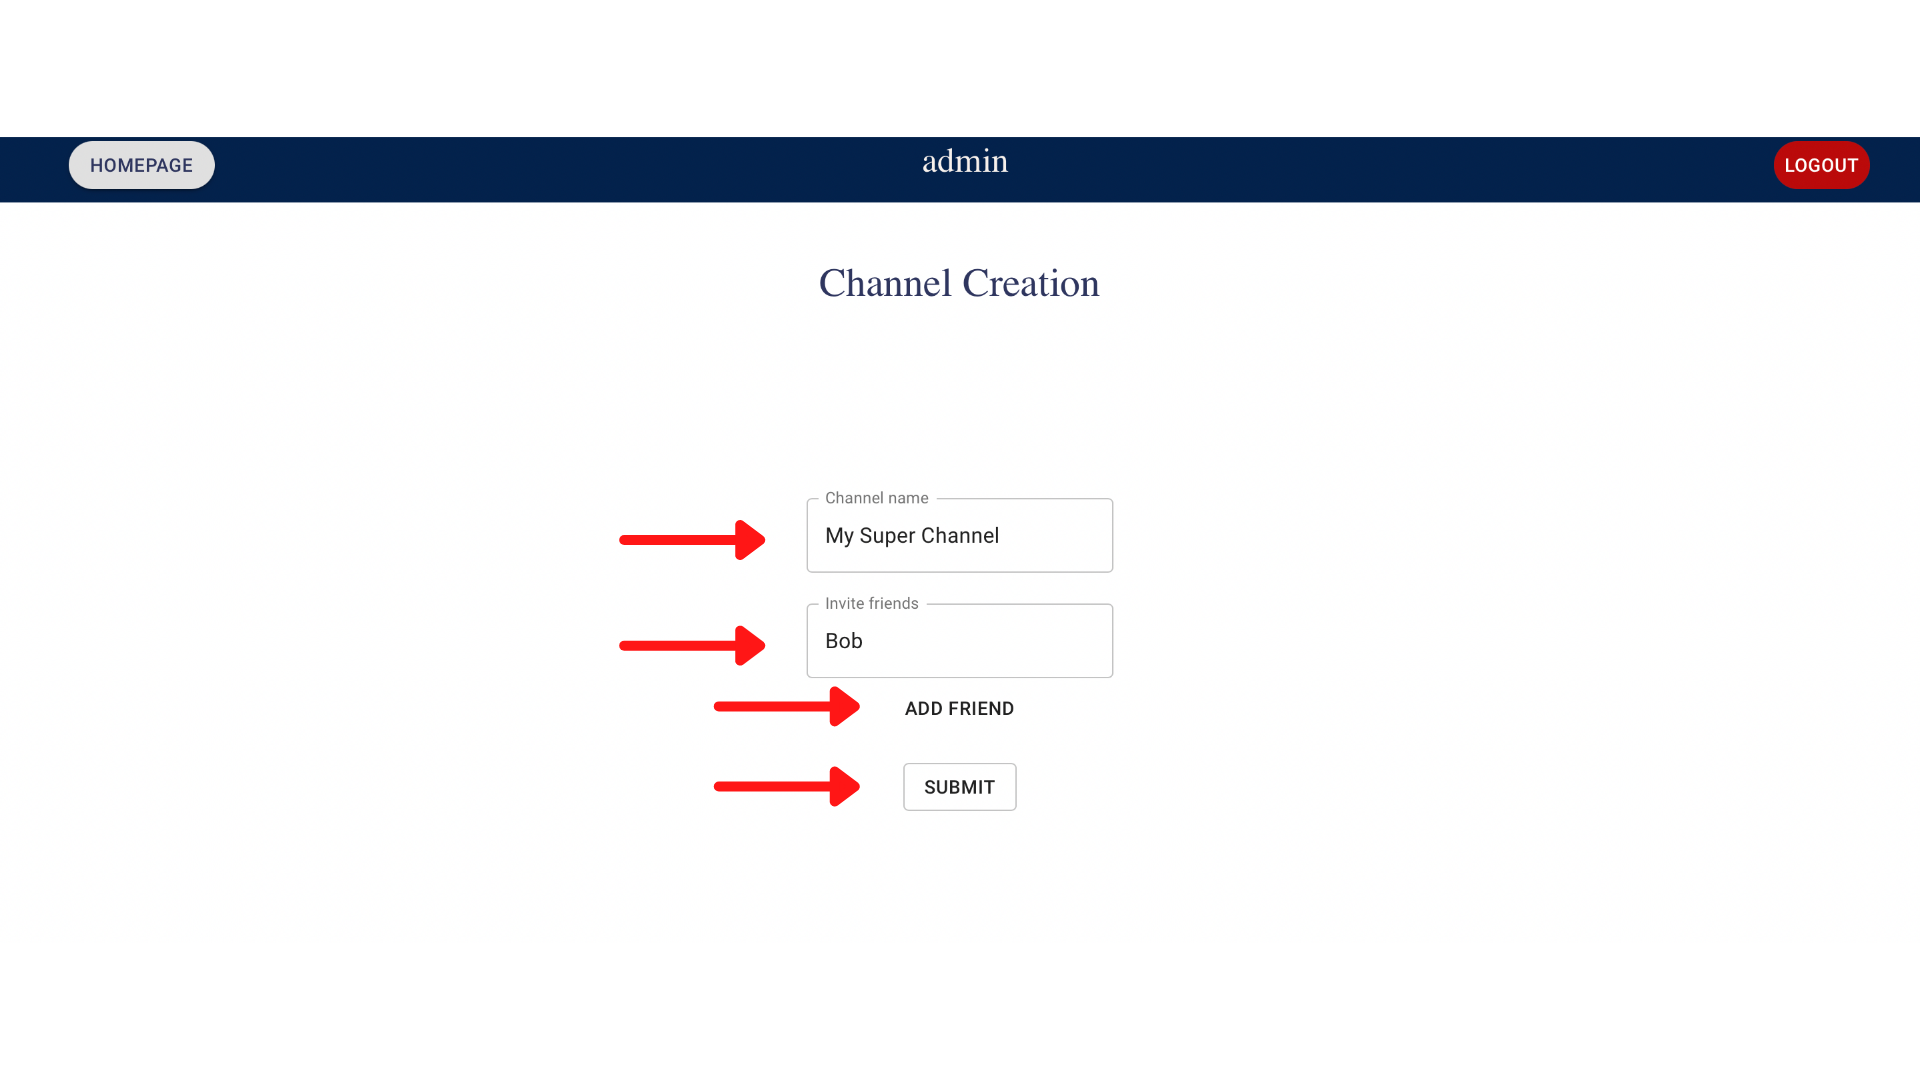 HOMEPAGE
admin
LOGOUT
Channel Creation
Channel name
My Super Channel
Invite friends
Bob
ADD FRIEND
SUBMIT